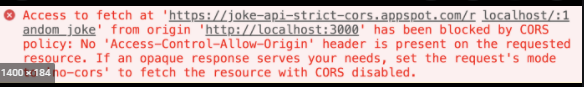 Access to fetch at 'https://joke-api-strict-cors.appspot.com/r localhost/:1
andom_joke' from origin 'http://localhost:3000' has been blocked by CORS
policy: No 'Access-Control-Allow-Origin' header is present on the requested
resource. If an opaque response serves your needs, set the request's mode
no-cors' to fetch the resource with CORS disabled.
1400 × 184